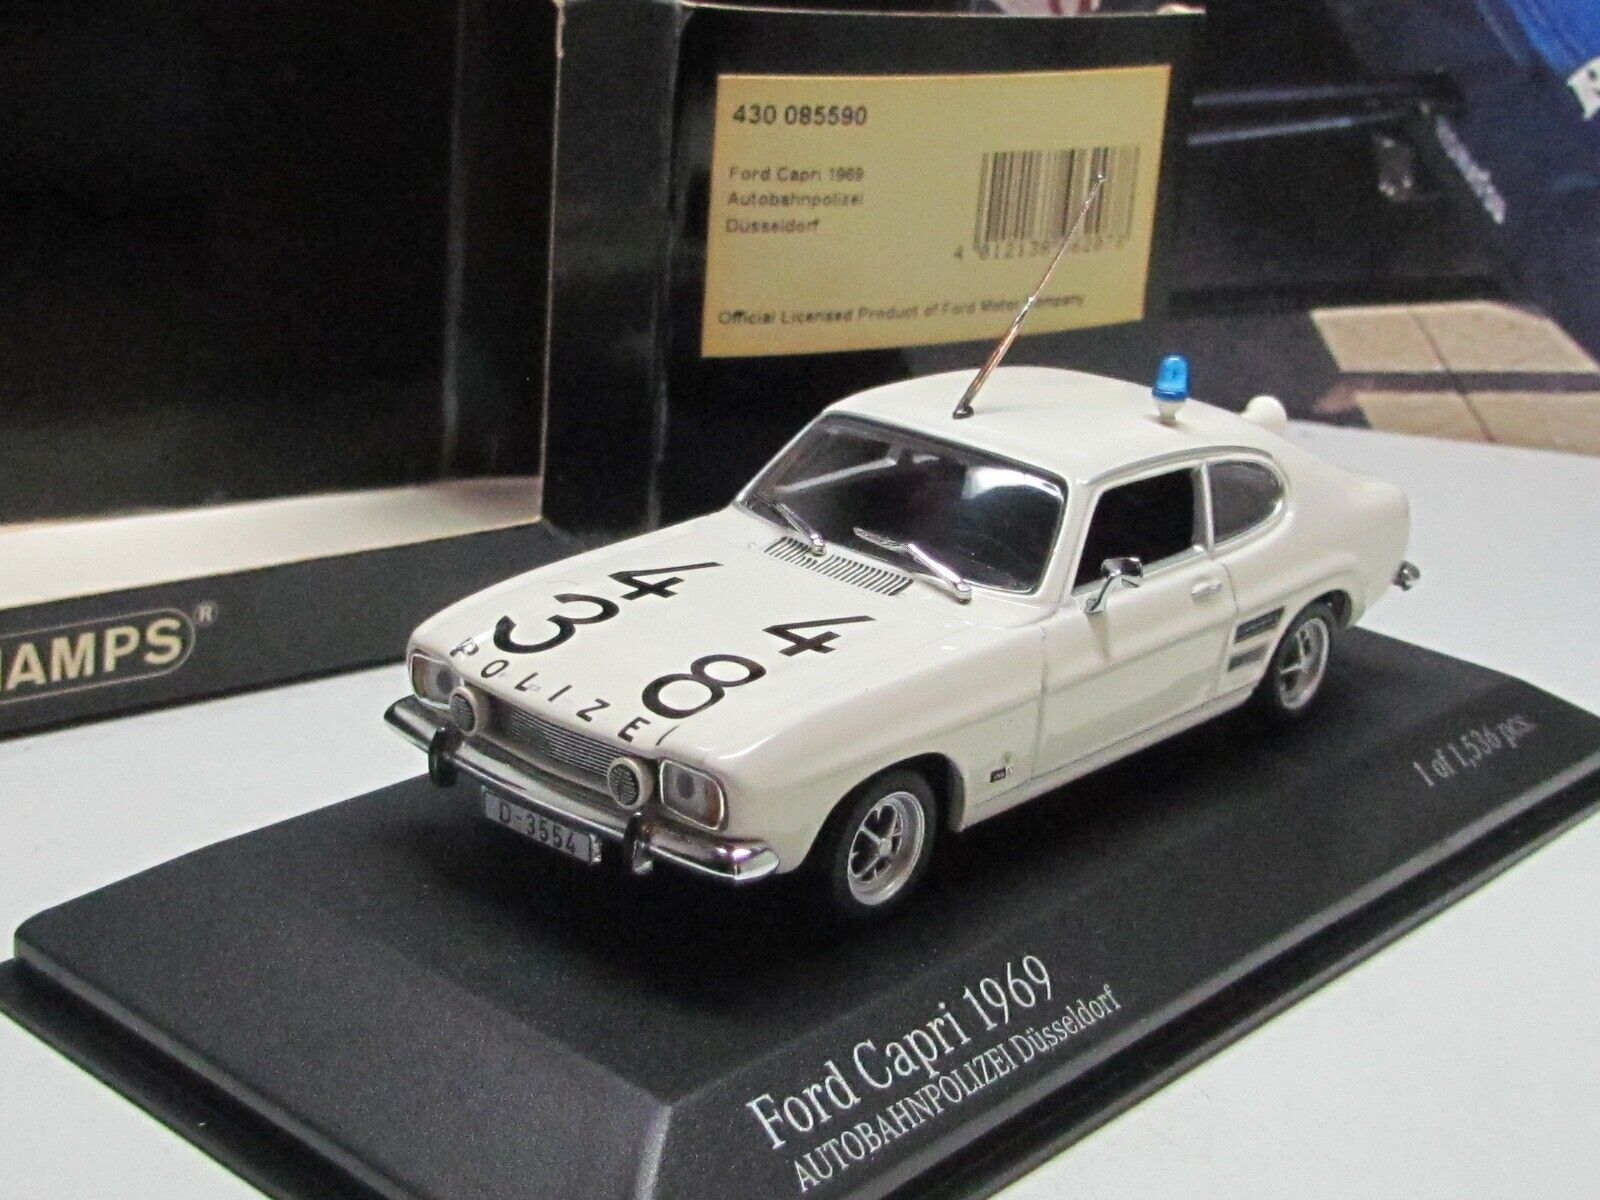 430 085590
Ford Capri 1969
Autobahnpolizei
Düsseldorf
Official Licensed Product of Ford Motor Company
HAMPS®
4 4
3 8
POLIZEI
D-3554
1 of 1,536 pcs.
Ford Capri 1969
AUTOBAHNPOLIZEI Düsseldorf